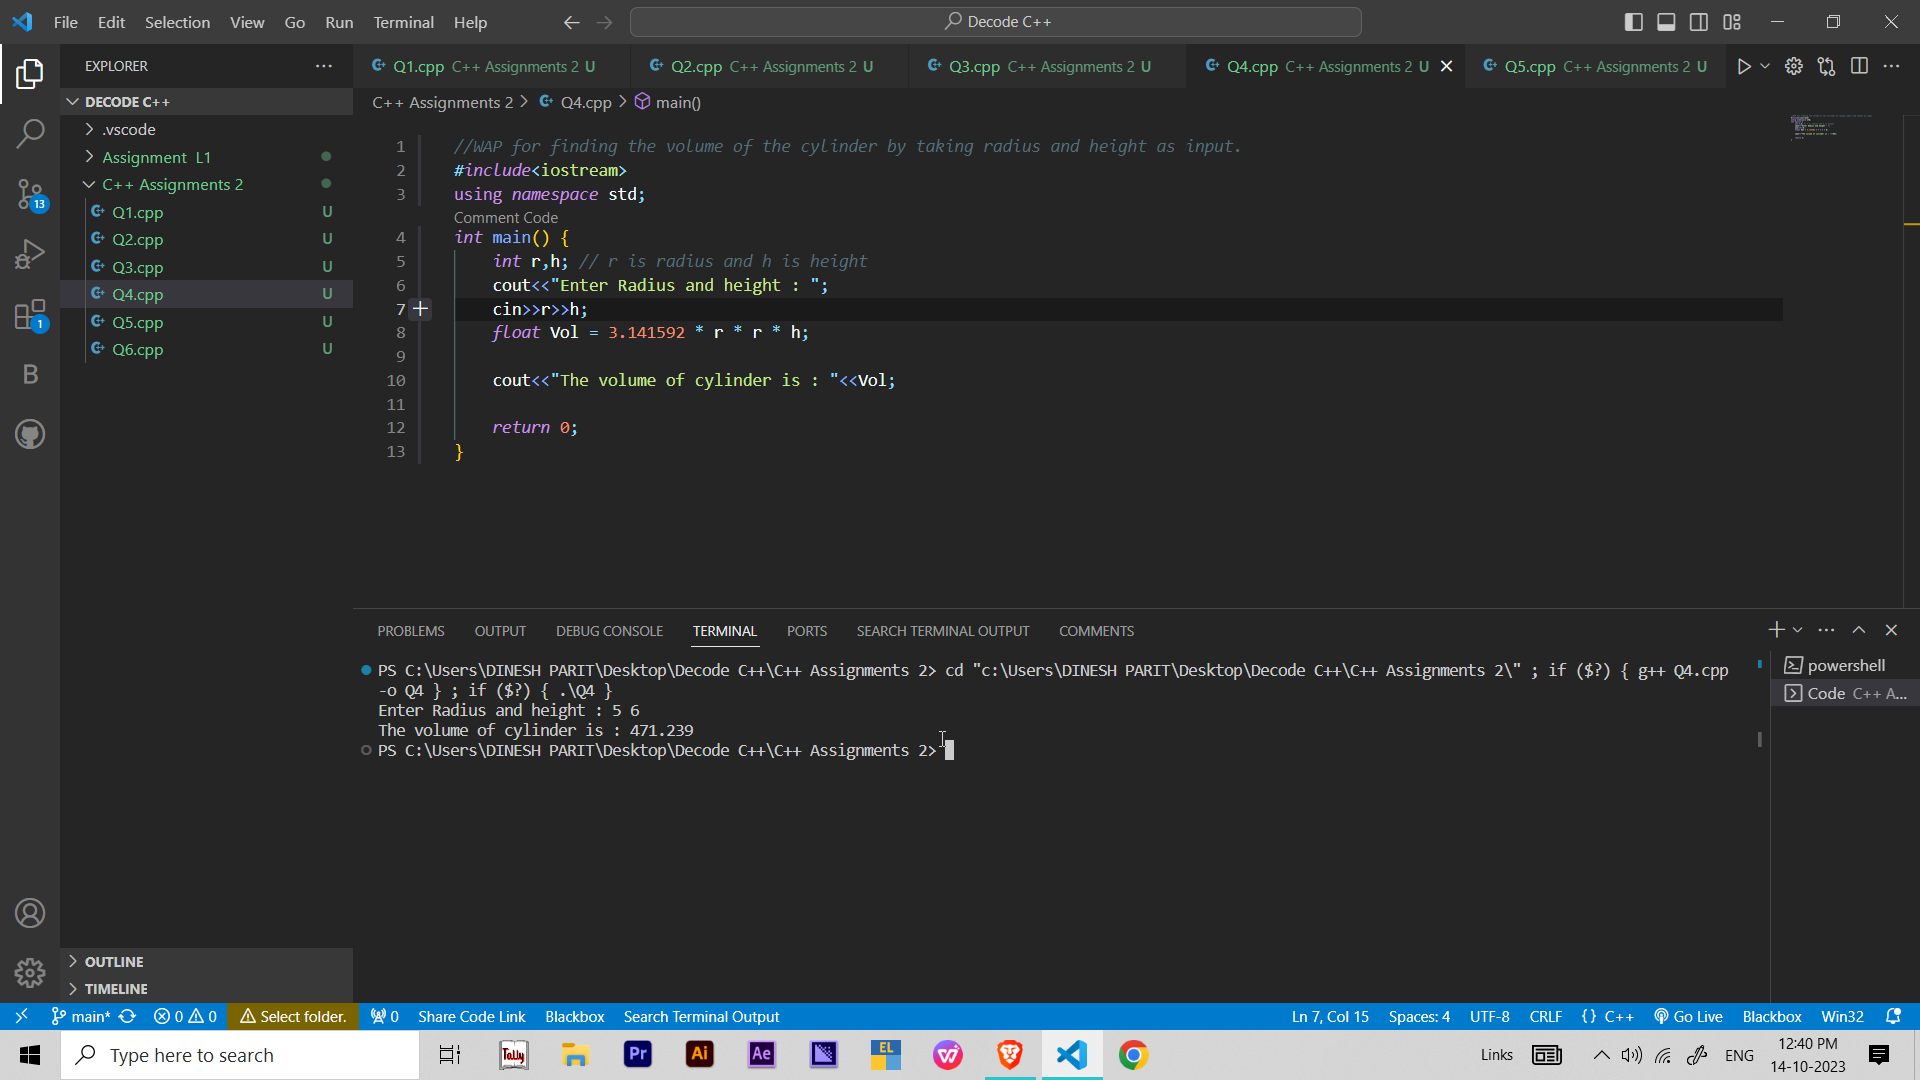 File Edit Selection View Go Run Terminal Help
Decode C++
EXPLORER
DECODE C++
.vscode
Assignment L1
C++ Assignments 2
Q1.cpp U
Q2.cpp U
Q3.cpp U
Q4.cpp U
Q5.cpp U
Q6.cpp U
OUTLINE
TIMELINE
13
1
B
Q1.cpp C++ Assignments 2 U
Q2.cpp C++ Assignments 2 U
Q3.cpp C++ Assignments 2 U
Q4.cpp C++ Assignments 2 U
Q5.cpp C++ Assignments 2 U
C++ Assignments 2 > Q4.cpp > main()
1 //WAP for finding the volume of the cylinder by taking radius and height as input.
2 #include<iostream>
3 using namespace std;
Comment Code
4 int main() {
5 int r,h; // r is radius and h is height
6 cout<<"Enter Radius and height : ";
7 cin>>r>>h;
8 float Vol = 3.141592 * r * r * h;
9
10 cout<<"The volume of cylinder is : "<<Vol;
11
12 return 0;
13 }
PROBLEMS OUTPUT DEBUG CONSOLE TERMINAL PORTS SEARCH TERMINAL OUTPUT COMMENTS
PS C:\Users\DINESH PARIT\Desktop\Decode C++\C++ Assignments 2> cd "c:\Users\DINESH PARIT\Desktop\Decode C++\C++ Assignments 2\" ; if ($?) { g++ Q4.cpp
-o Q4 } ; if ($?) { .\Q4 }
Enter Radius and height : 5 6
The volume of cylinder is : 471.239
PS C:\Users\DINESH PARIT\Desktop\Decode C++\C++ Assignments 2>
powershell
Code C++ A...
main* 0 0 Select folder. 0 Share Code Link Blackbox Search Terminal Output Ln 7, Col 15 Spaces: 4 UTF-8 CRLF {} C++ Go Live Blackbox Win32
Type here to search
Tally
Pr
Ai
Ae
EL
Links
ENG
12:40 PM
14-10-2023